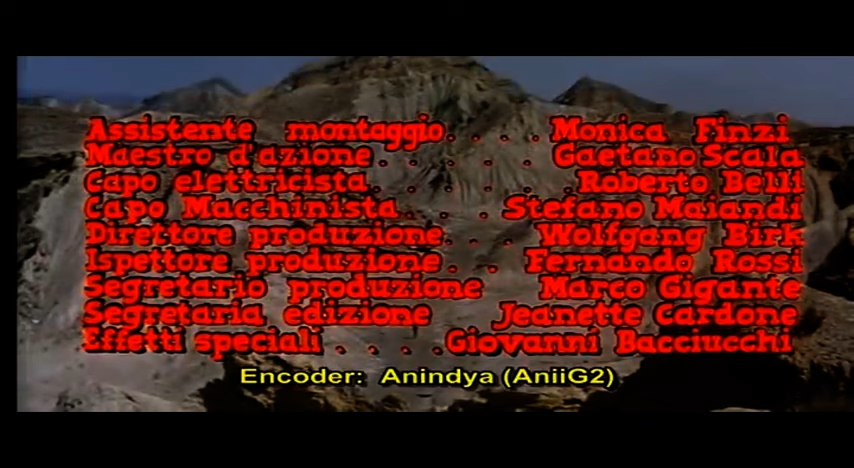 Assistente montaggio . . . . Monica Finzi
Maestro d'azione . . . . . . Gaetano Scala
Capo elettricista . . . . . . . Roberto Belli
Capo Macchinista . . . . Stefano Maiandi
Direttore produzione . . . Wolfgang Birk
Ispettore produzione . . . Fernando Rossi
Segretario produzione Marco Gigante
Segretaria edizione Jeanette Cardone
Effetti speciali . . . . Giovanni Bacciucchi
Encoder: Anindya (AniiG2)